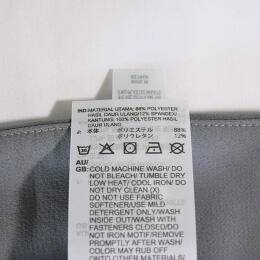 IND:MATERIAL UTAMA: 88% POLYESTER HASIL
DAUR ULANG/12% SPANDEX/
KANTUNG: 100% POLYESTER HASIL
DAUR ULANG
本体 ポリエステル 88%
ポリウレタン 12%
30
AU/
GB: COLD MACHINE WASH/ DO
NOT BLEACH/ TUMBLE DRY
LOW HEAT/ COOL IRON/ DO
NOT DRY CLEAN (X)
DO NOT USE FABRIC
SOFTENER/USE MILD
DETERGENT ONLY/WASH
INSIDE OUT/WASH WITH
FASTENERS CLOSED/DO
NOT IRON MOTIF/REMOVE
PROMPTLY AFTER WASH/
COLOR MAY RUB OFF
ONTO OTHER MATERIALS/